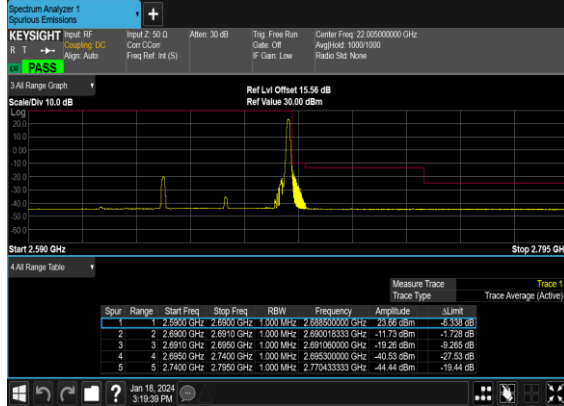 Spectrum Analyzer 1
Spurious Emissions
KEYSIGHT
R T
PASS
Input: RF
Coupling: DC
Align: Auto
Input Z: 50 Ω
Corr CCorr
Freq Ref: Int (S)
Atten: 30 dB
Trig: Free Run
Gate: Off
IF Gain: Low
Center Freq: 22.005000000 GHz
Avg|Hold: 1000/1000
Radio Std: None
3 All Range Graph
Scale/Div 10.0 dB
Ref Lvl Offset 15.56 dB
Ref Value 30.00 dBm
Log
20.0
10.0
0.00
-10.0
-20.0
-30.0
-40.0
-50.0
-60.0
Start 2.590 GHz
Stop 2.795 GH
4 All Range Table
Measure Trace Trace 1
Trace Type Trace Average (Active)
Spur Range Start Freq Stop Freq RBW Frequency Amplitude ΔLimit
1 1 2.5900 GHz 2.6900 GHz 1.000 MHz 2.688500000 GHz 23.66 dBm -6.338 dB
2 2 2.6900 GHz 2.6910 GHz 1.000 MHz 2.690018333 GHz -11.73 dBm -1.728 dB
3 3 2.6910 GHz 2.6950 GHz 1.000 MHz 2.691060000 GHz -19.26 dBm -9.265 dB
4 4 2.6950 GHz 2.7400 GHz 1.000 MHz 2.695300000 GHz -40.53 dBm -27.53 dB
5 5 2.7400 GHz 2.7950 GHz 1.000 MHz 2.770433333 GHz -44.44 dBm -19.44 dB
?
Jan 18, 2024
3:19:39 PM